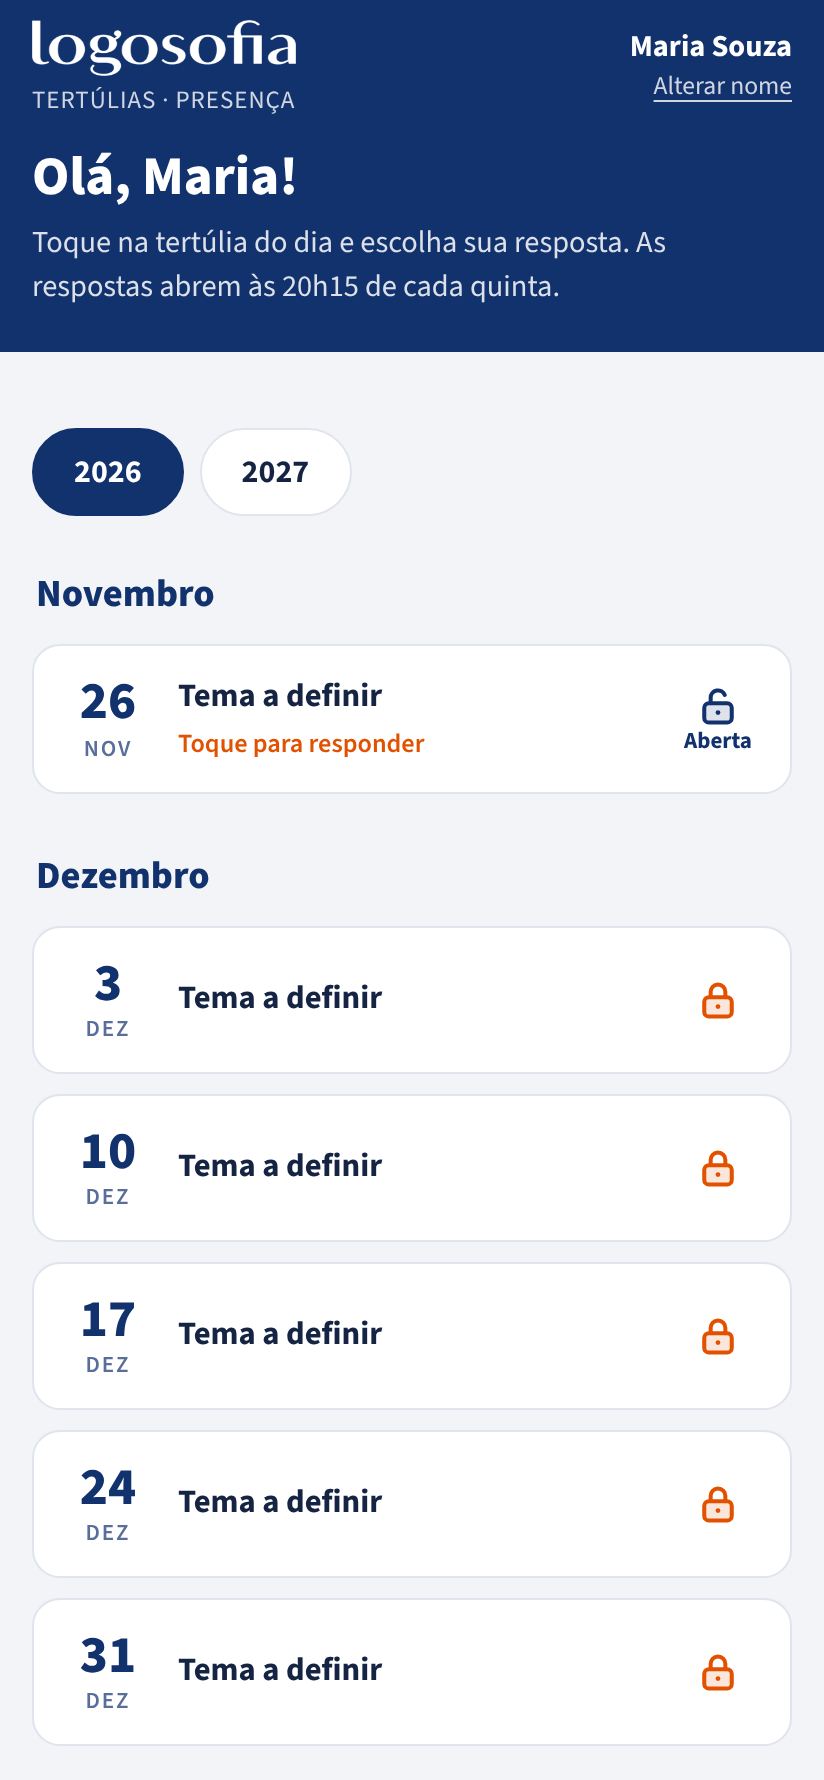 logosofia
TERTÚLIAS · PRESENÇA
Maria Souza
Alterar nome
Olá, Maria!
Toque na tertúlia do dia e escolha sua resposta. As
respostas abrem às 20h15 de cada quinta.
2026
2027
Novembro
26
NOV
Tema a definir
Toque para responder
Aberta
Dezembro
3
DEZ
Tema a definir
10
DEZ
Tema a definir
17
DEZ
Tema a definir
24
DEZ
Tema a definir
31
DEZ
Tema a definir